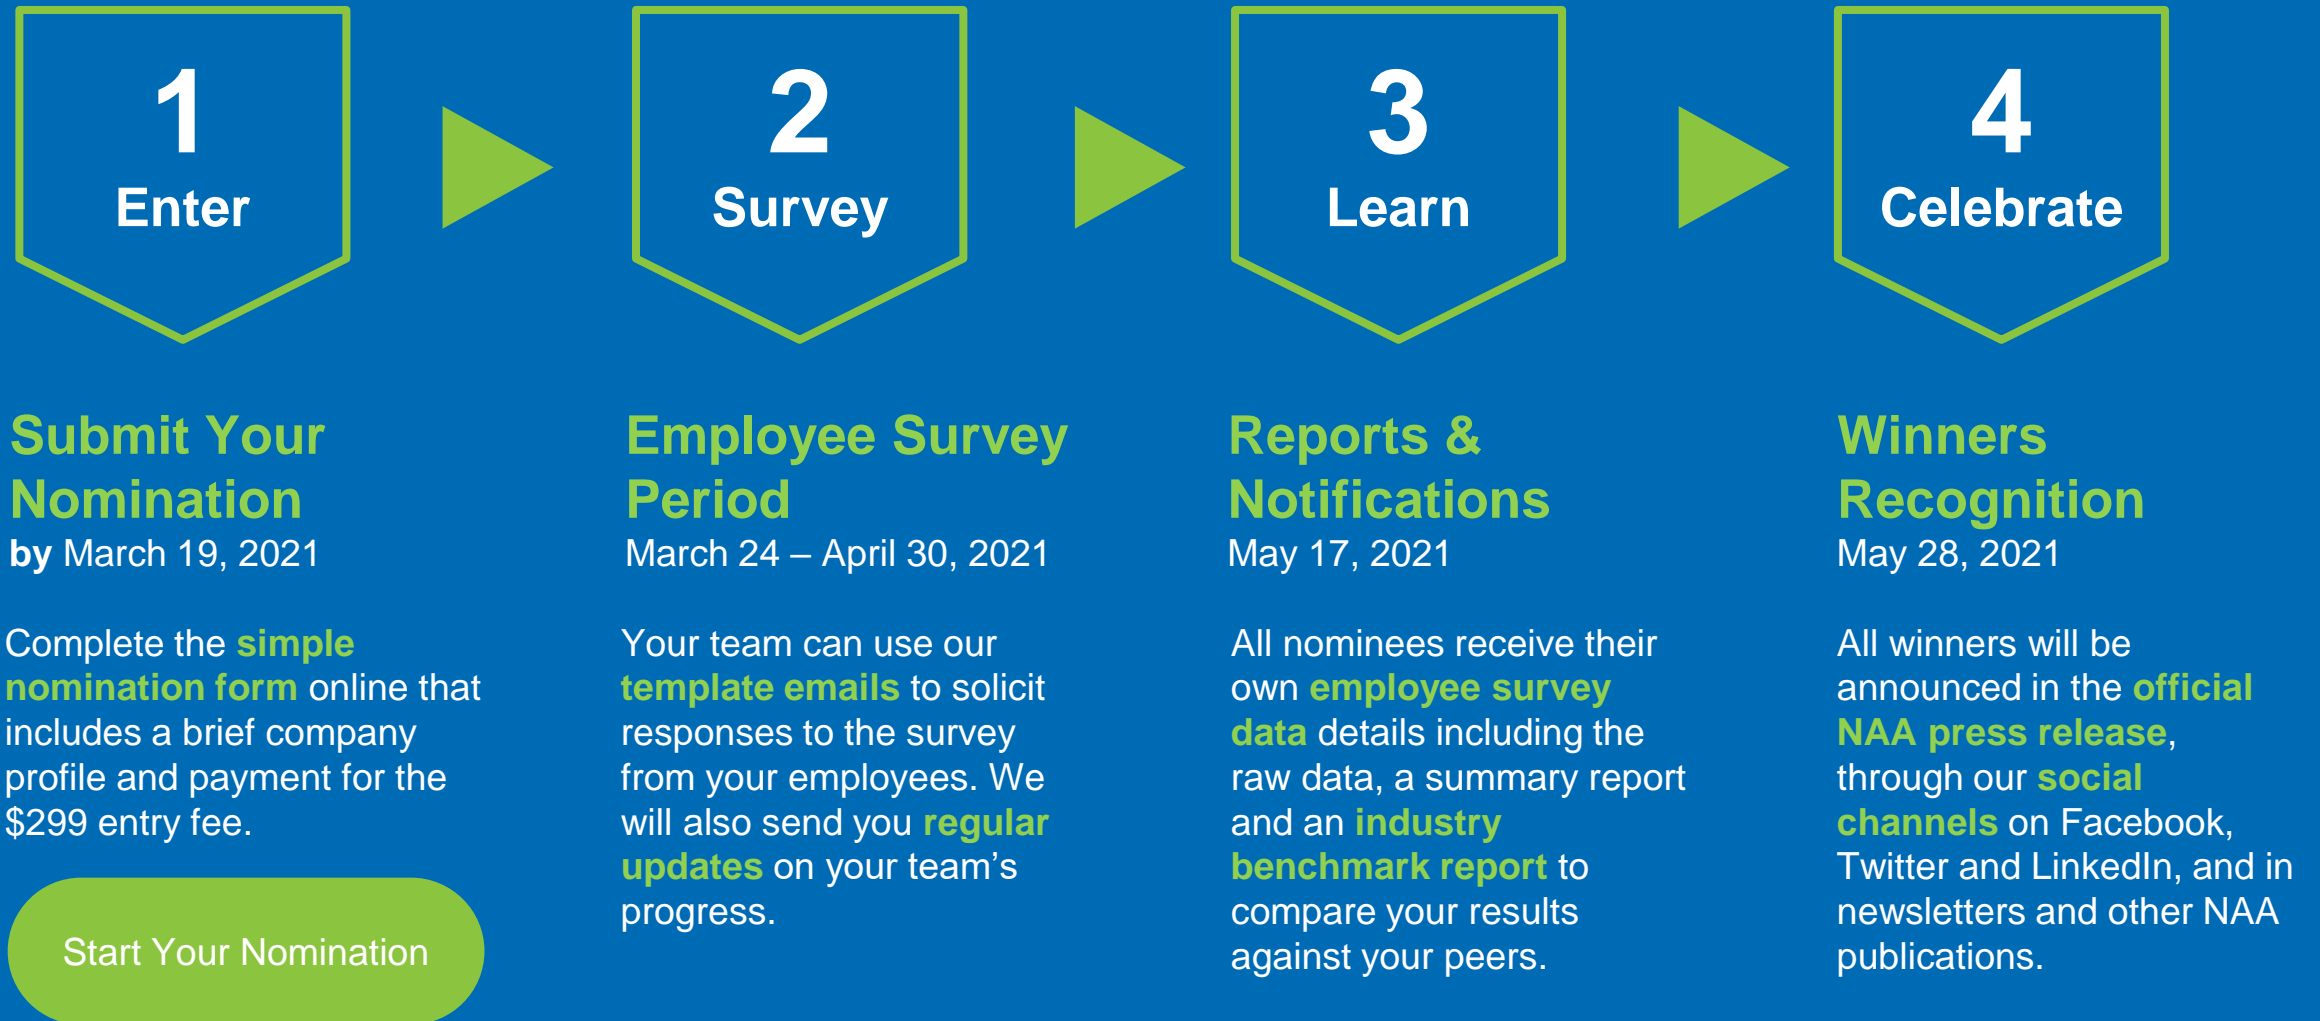 1
Enter
2
Survey
3
Learn
4
Celebrate
Submit Your
Nomination
by March 19, 2021
Complete the simple
nomination form online that
includes a brief company
profile and payment for the
$299 entry fee.
Start Your Nomination
Employee Survey
Period
March 24 – April 30, 2021
Your team can use our
template emails to solicit
responses to the survey
from your employees. We
will also send you regular
updates on your team’s
progress.
Reports &
Notifications
May 17, 2021
All nominees receive their
own employee survey
data details including the
raw data, a summary report
and an industry
benchmark report to
compare your results
against your peers.
Winners
Recognition
May 28, 2021
All winners will be
announced in the official
NAA press release,
through our social
channels on Facebook,
Twitter and LinkedIn, and in
newsletters and other NAA
publications.